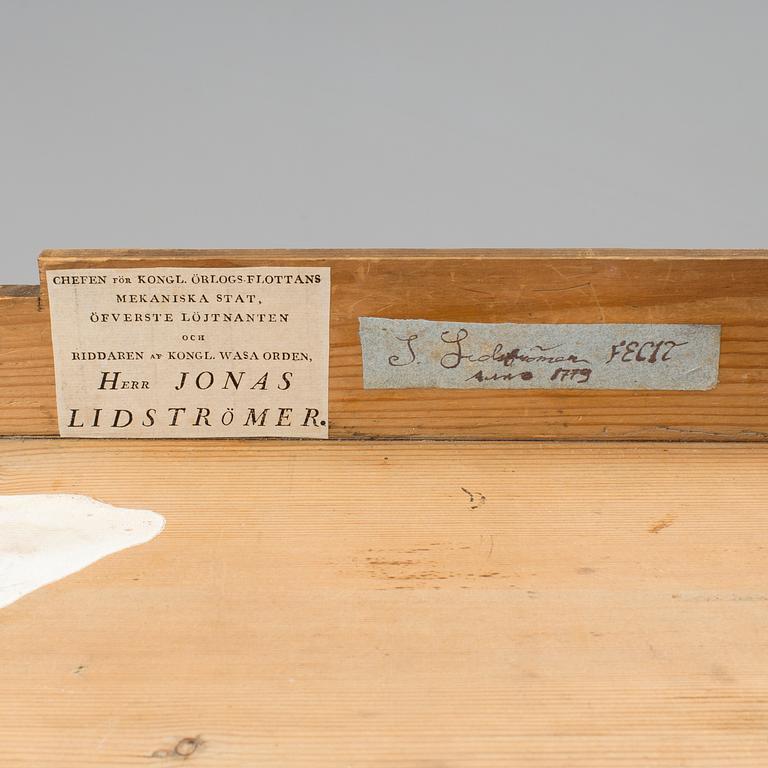 CHEFEN FÖR KONGL. ÖRLOGS-FLOTTANS
MEKANISKA STAT,
ÖFVERSTE LÖJTNANTEN
OCH
RIDDAREN AF KONGL. WASA ORDEN,
HERR JONAS
LIDSTRÖMER.
J. Lidströmer FECIT
Anno 1779